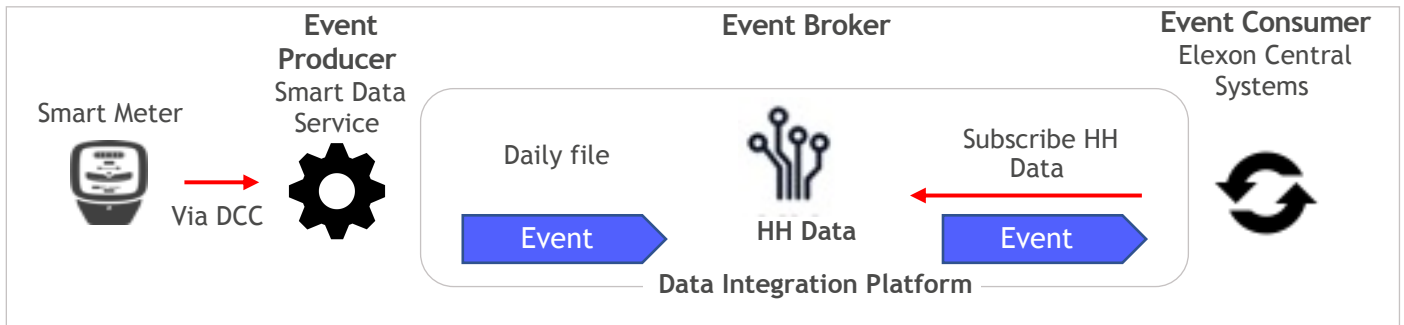 Event
Producer
Smart Data
Service
Event Broker
Event Consumer
Elexon Central
Systems
Smart Meter
Via DCC
Daily file
Event
HH Data
Subscribe HH
Data
Event
Data Integration Platform